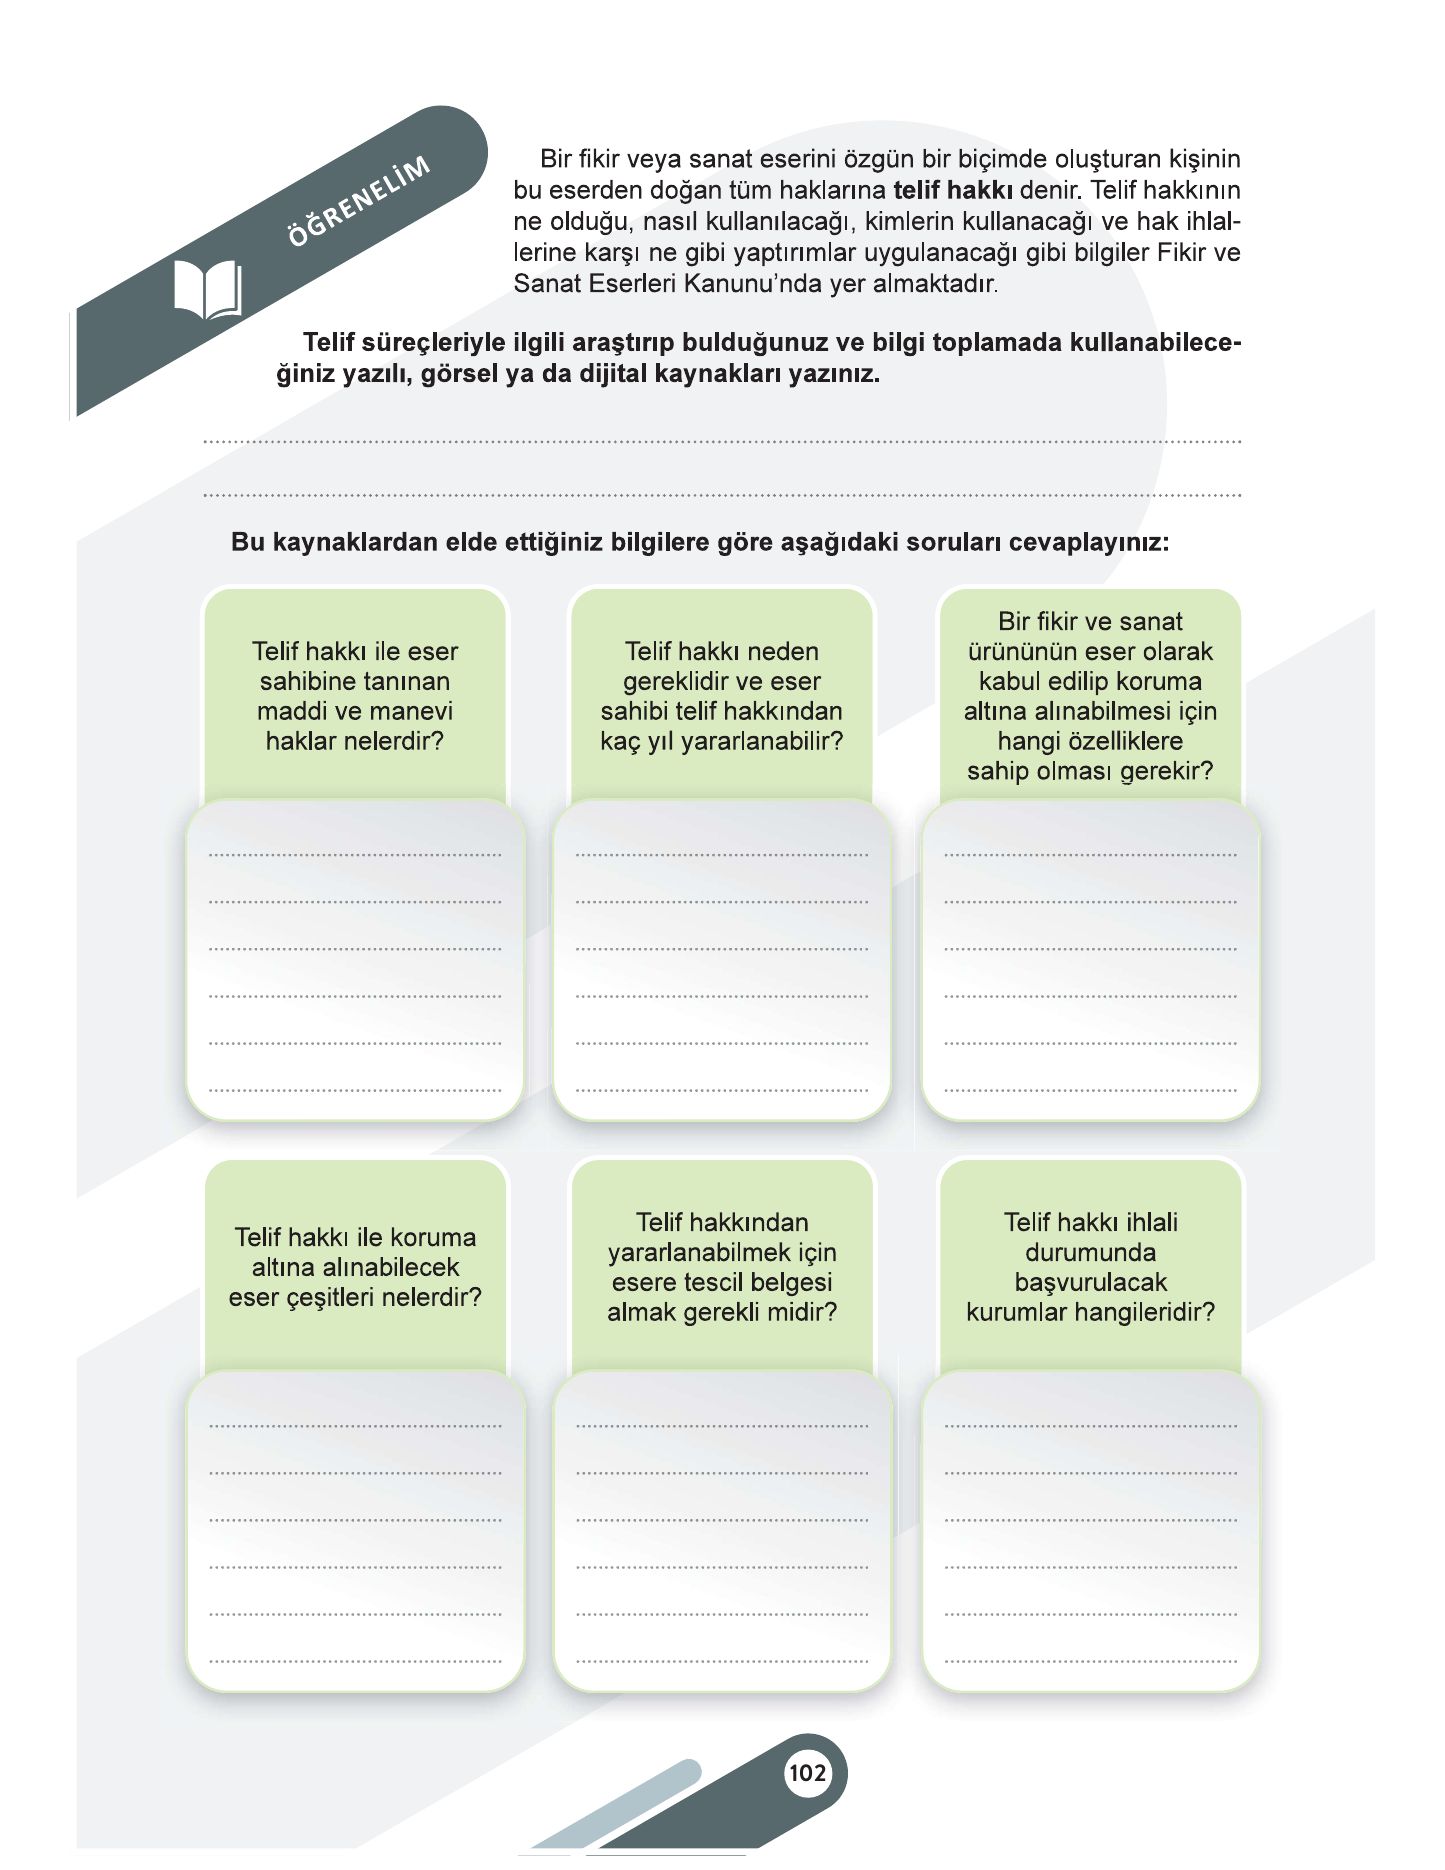 ÖĞRENELİM
Bir fikir veya sanat eserini özgün bir biçimde oluşturan kişinin
bu eserden doğan tüm haklarına telif hakkı denir. Telif hakkının
ne olduğu, nasıl kullanılacağı, kimlerin kullanacağı ve hak ihlal-
lerine karşı ne gibi yaptırımlar uygulanacağı gibi bilgiler Fikir ve
Sanat Eserleri Kanunu’nda yer almaktadır.
Telif süreçleriyle ilgili araştırıp bulduğunuz ve bilgi toplamada kullanabilece-
ğiniz yazılı, görsel ya da dijital kaynakları yazınız.
Bu kaynaklardan elde ettiğiniz bilgilere göre aşağıdaki soruları cevaplayınız:
Telif hakkı ile eser
sahibine tanınan
maddi ve manevi
haklar nelerdir?
Telif hakkı neden
gereklidir ve eser
sahibi telif hakkından
kaç yıl yararlanabilir?
Bir fikir ve sanat
ürününün eser olarak
kabul edilip koruma
altına alınabilmesi için
hangi özelliklere
sahip olması gerekir?
Telif hakkı ile koruma
altına alınabilecek
eser çeşitleri nelerdir?
Telif hakkından
yararlanabilmek için
esere tescil belgesi
almak gerekli midir?
Telif hakkı ihlali
durumunda
başvurulacak
kurumlar hangileridir?
102